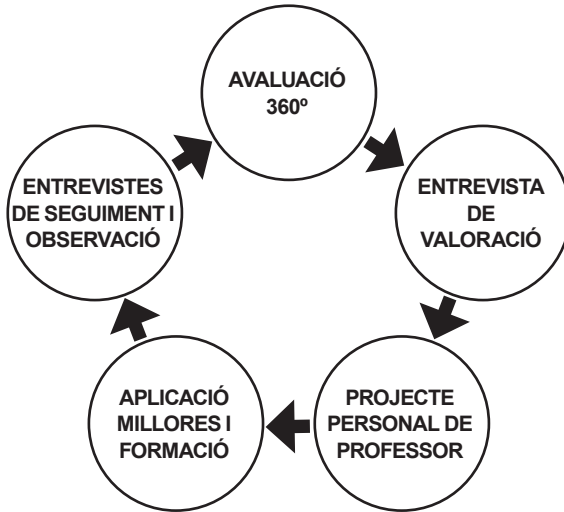 AVALUACIÓ
360º
ENTREVISTA
DE
VALORACIÓ
PROJECTE
PERSONAL DE
PROFESSOR
APLICACIÓ
MILLORES I
FORMACIÓ
ENTREVISTES
DE SEGUIMENT I
OBSERVACIÓ